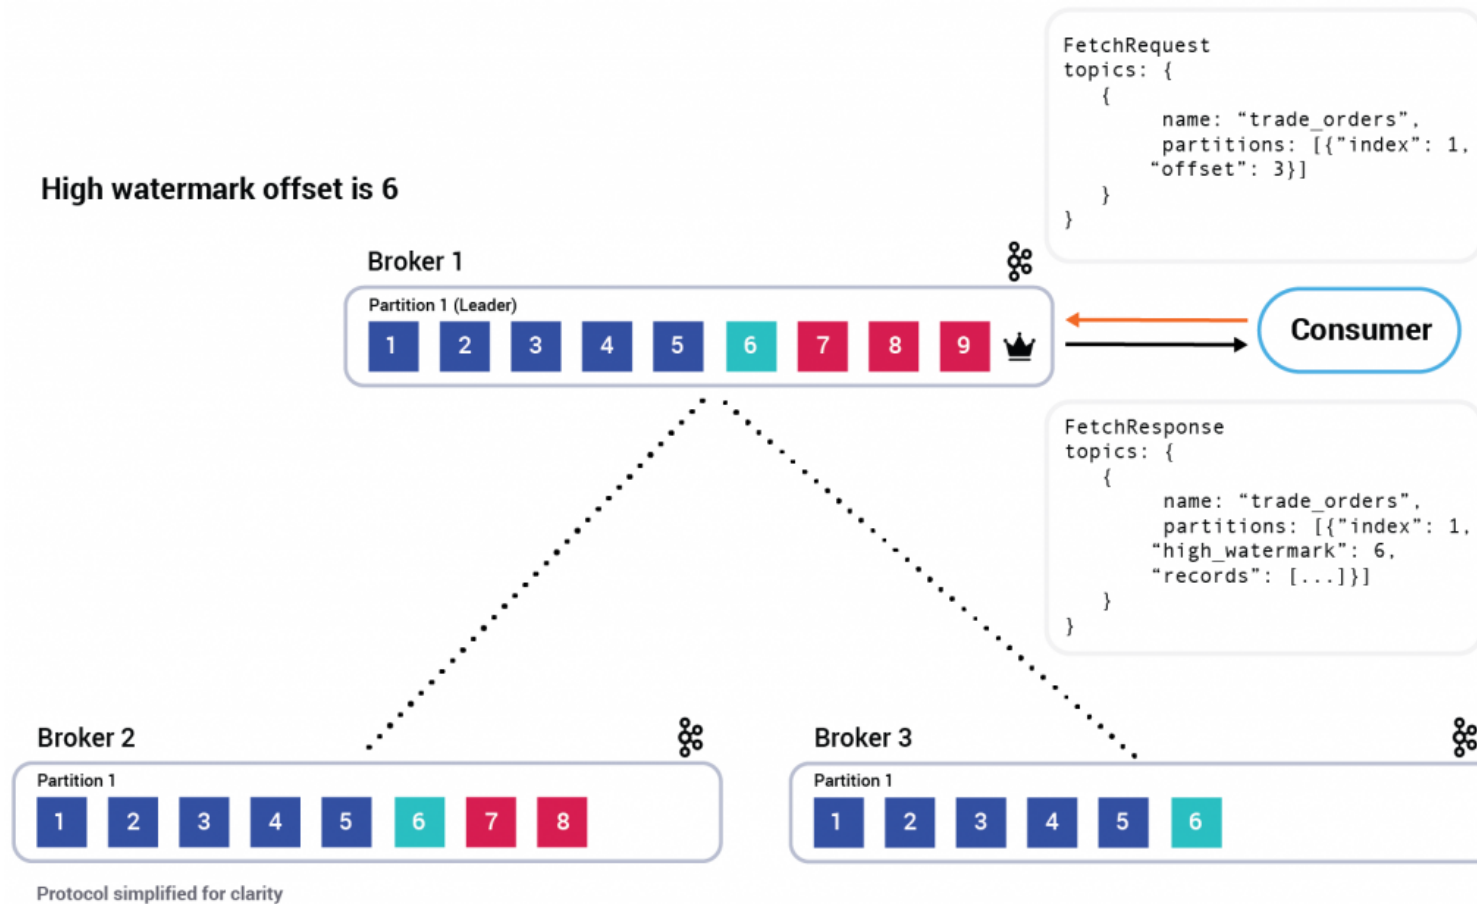 FetchRequest
topics: {
{
name: “trade_orders”,
partitions: [{”index”: 1,
“offset”: 3}]
}
}
High watermark offset is 6
Broker 1
Partition 1 (Leader)
1 2 3 4 5 6 7 8 9
Consumer
FetchResponse
topics: {
{
name: “trade_orders”,
partitions: [{”index”: 1,
“high_watermark”: 6,
“records”: [...]}]
}
}
Broker 2
Partition 1
1 2 3 4 5 6 7 8
Broker 3
Partition 1
1 2 3 4 5 6
Protocol simplified for clarity